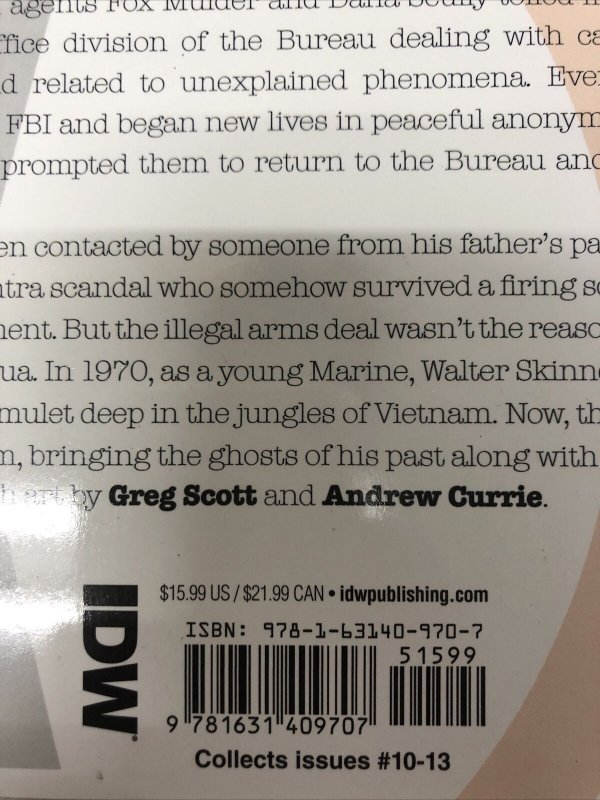 agents Fox Mulder and Dana Scully toiled
ffice division of the Bureau dealing with
d related to unexplained phenomena. Eve
FBI and began new lives in peaceful anonym
prompted them to return to the Bureau and
en contacted by someone from his father's pa
tra scandal who somehow survived a firing s
ment. But the illegal arms deal wasn't the reaso
ua. In 1970, as a young Marine, Walter Skinn
mulet deep in the jungles of Vietnam. Now, th
m, bringing the ghosts of his past along with
h art by Greg Scott and Andrew Currie.
$15.99 US / $21.99 CAN • idwpublishing.com
ISBN: 978-1-63140-970-7
51599
9 781631 409707
IDW
Collects issues #10-13